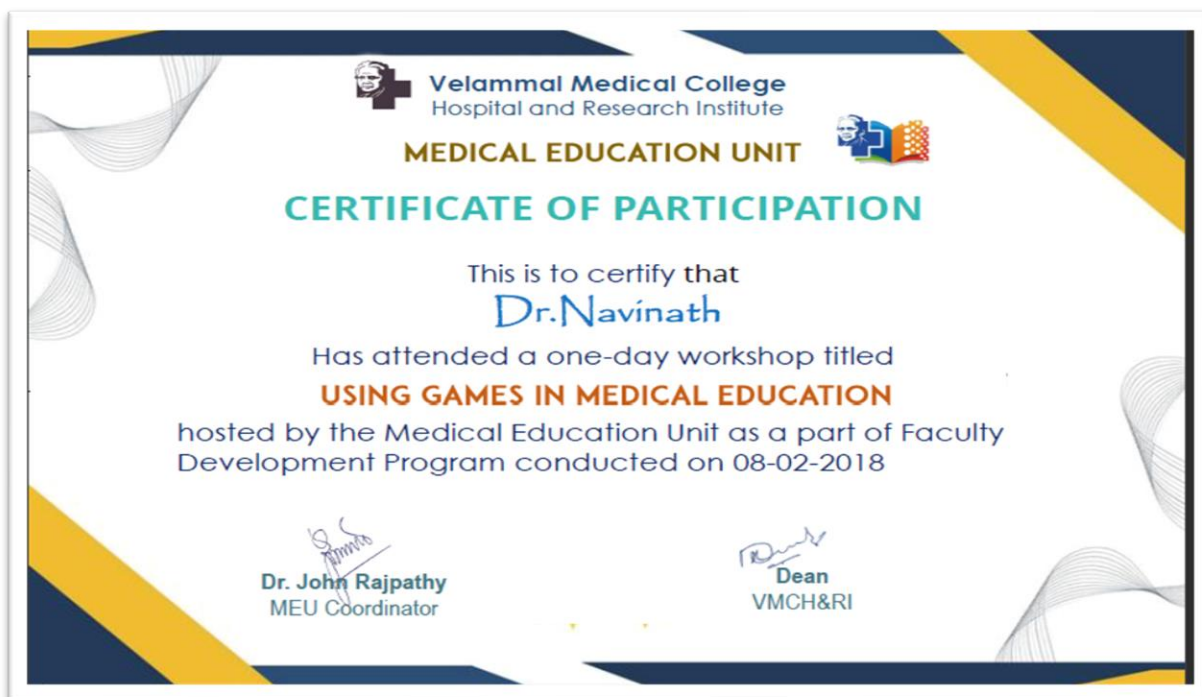 Velammal Medical College
Hospital and Research Institute
MEDICAL EDUCATION UNIT
CERTIFICATE OF PARTICIPATION
This is to certify that
Dr.Navinath
Has attended a one-day workshop titled
USING GAMES IN MEDICAL EDUCATION
hosted by the Medical Education Unit as a part of Faculty
Development Program conducted on 08-02-2018
Dr. John Rajpathy
MEU Coordinator
Dean
VMCH&RI